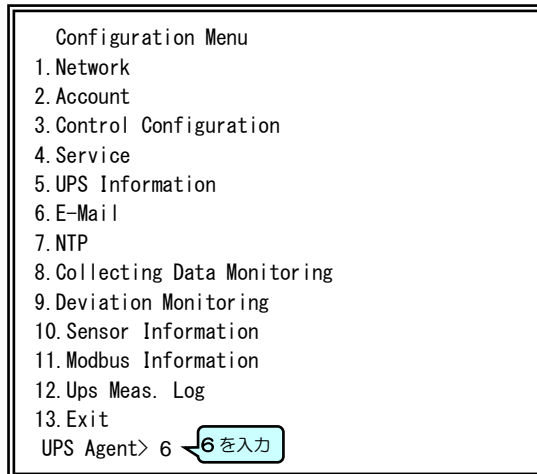 Configuration Menu
1.Network
2.Account
3.Control Configuration
4.Service
5.UPS Information
6.E-Mail
7.NTP
8.Collecting Data Monitoring
9.Deviation Monitoring
10.Sensor Information
11.Modbus Information
12.Ups Meas. Log
13.Exit
UPS Agent> 6 6を入力